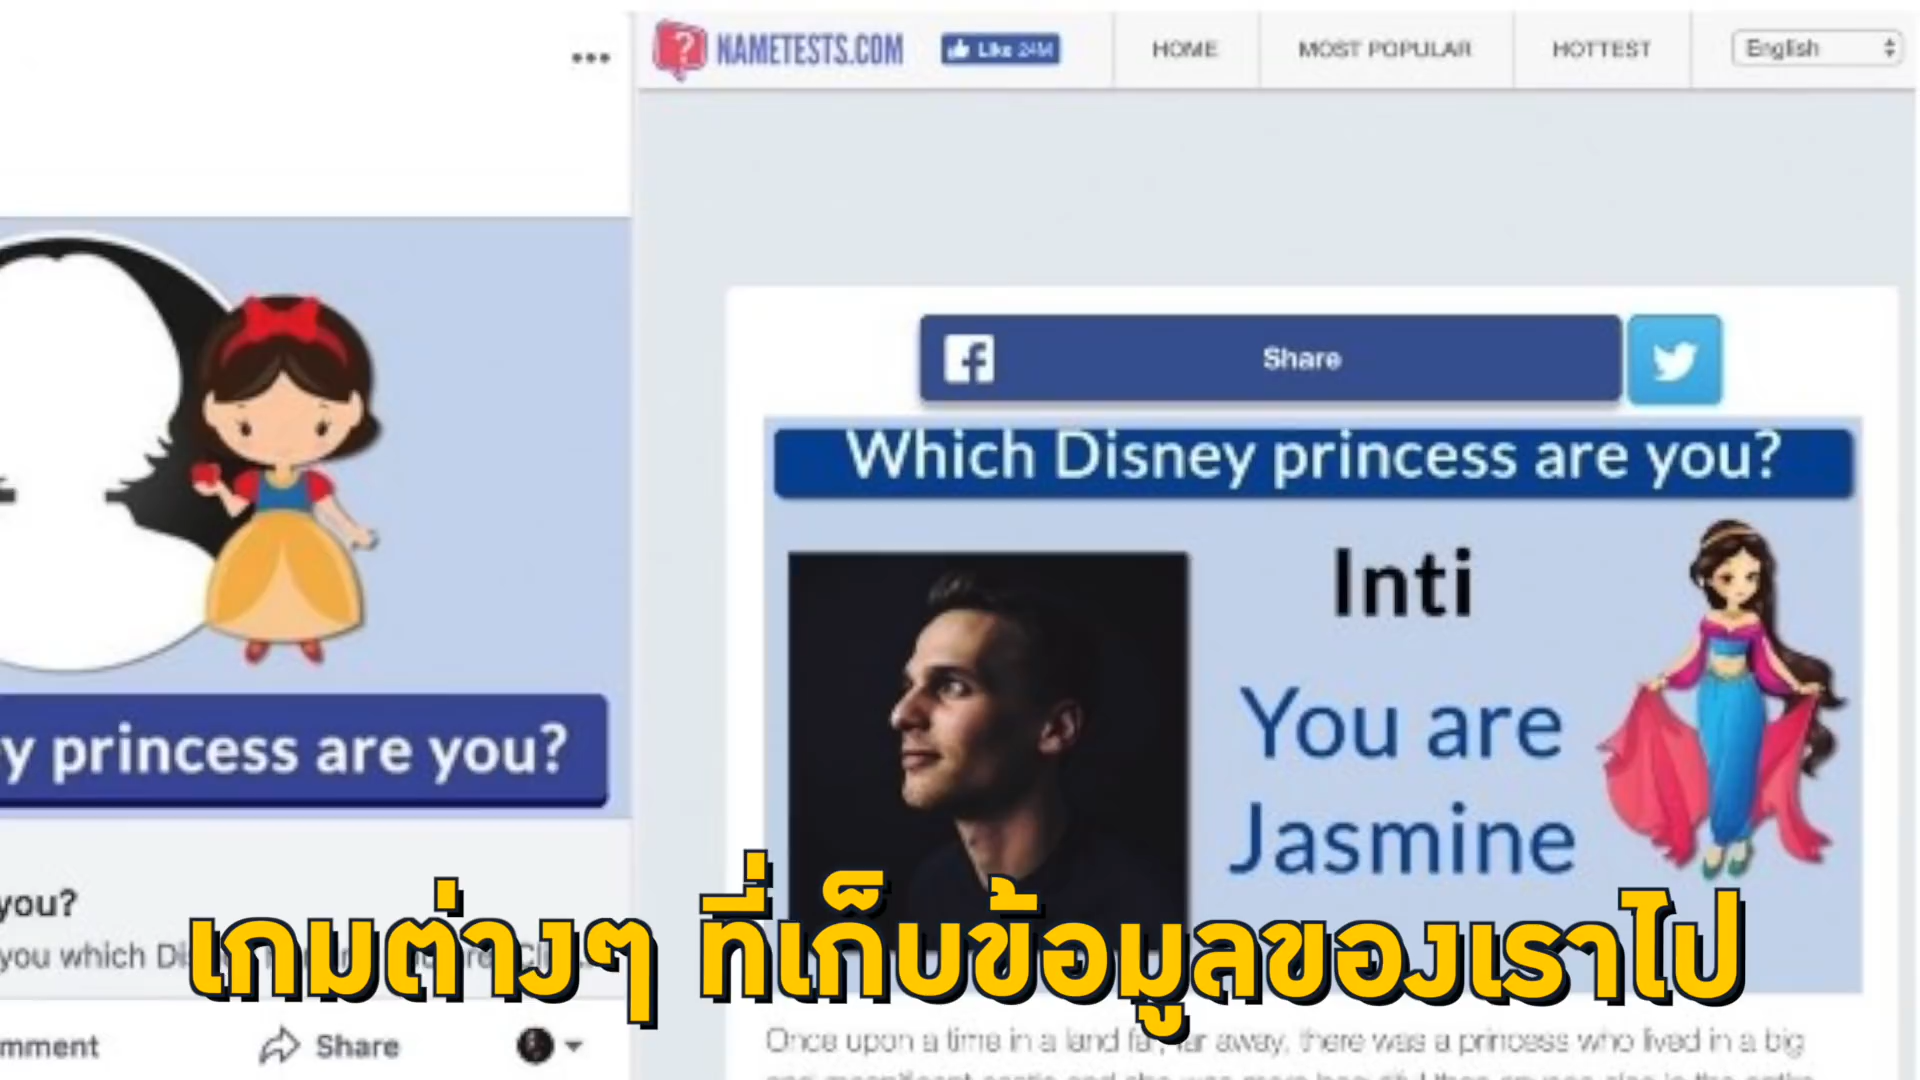 NAMETESTS.COM
Like 24M
HOME
MOST POPULAR
HOTTEST
English
Share
Which Disney princess are you?
Inti
You are
Jasmine
y princess are you?
you?
you which
เกมต่างๆ ที่เก็บข้อมูลของเราไป
mment
Share
Once upon a time in a land far, far away, there was a princess who lived in a big